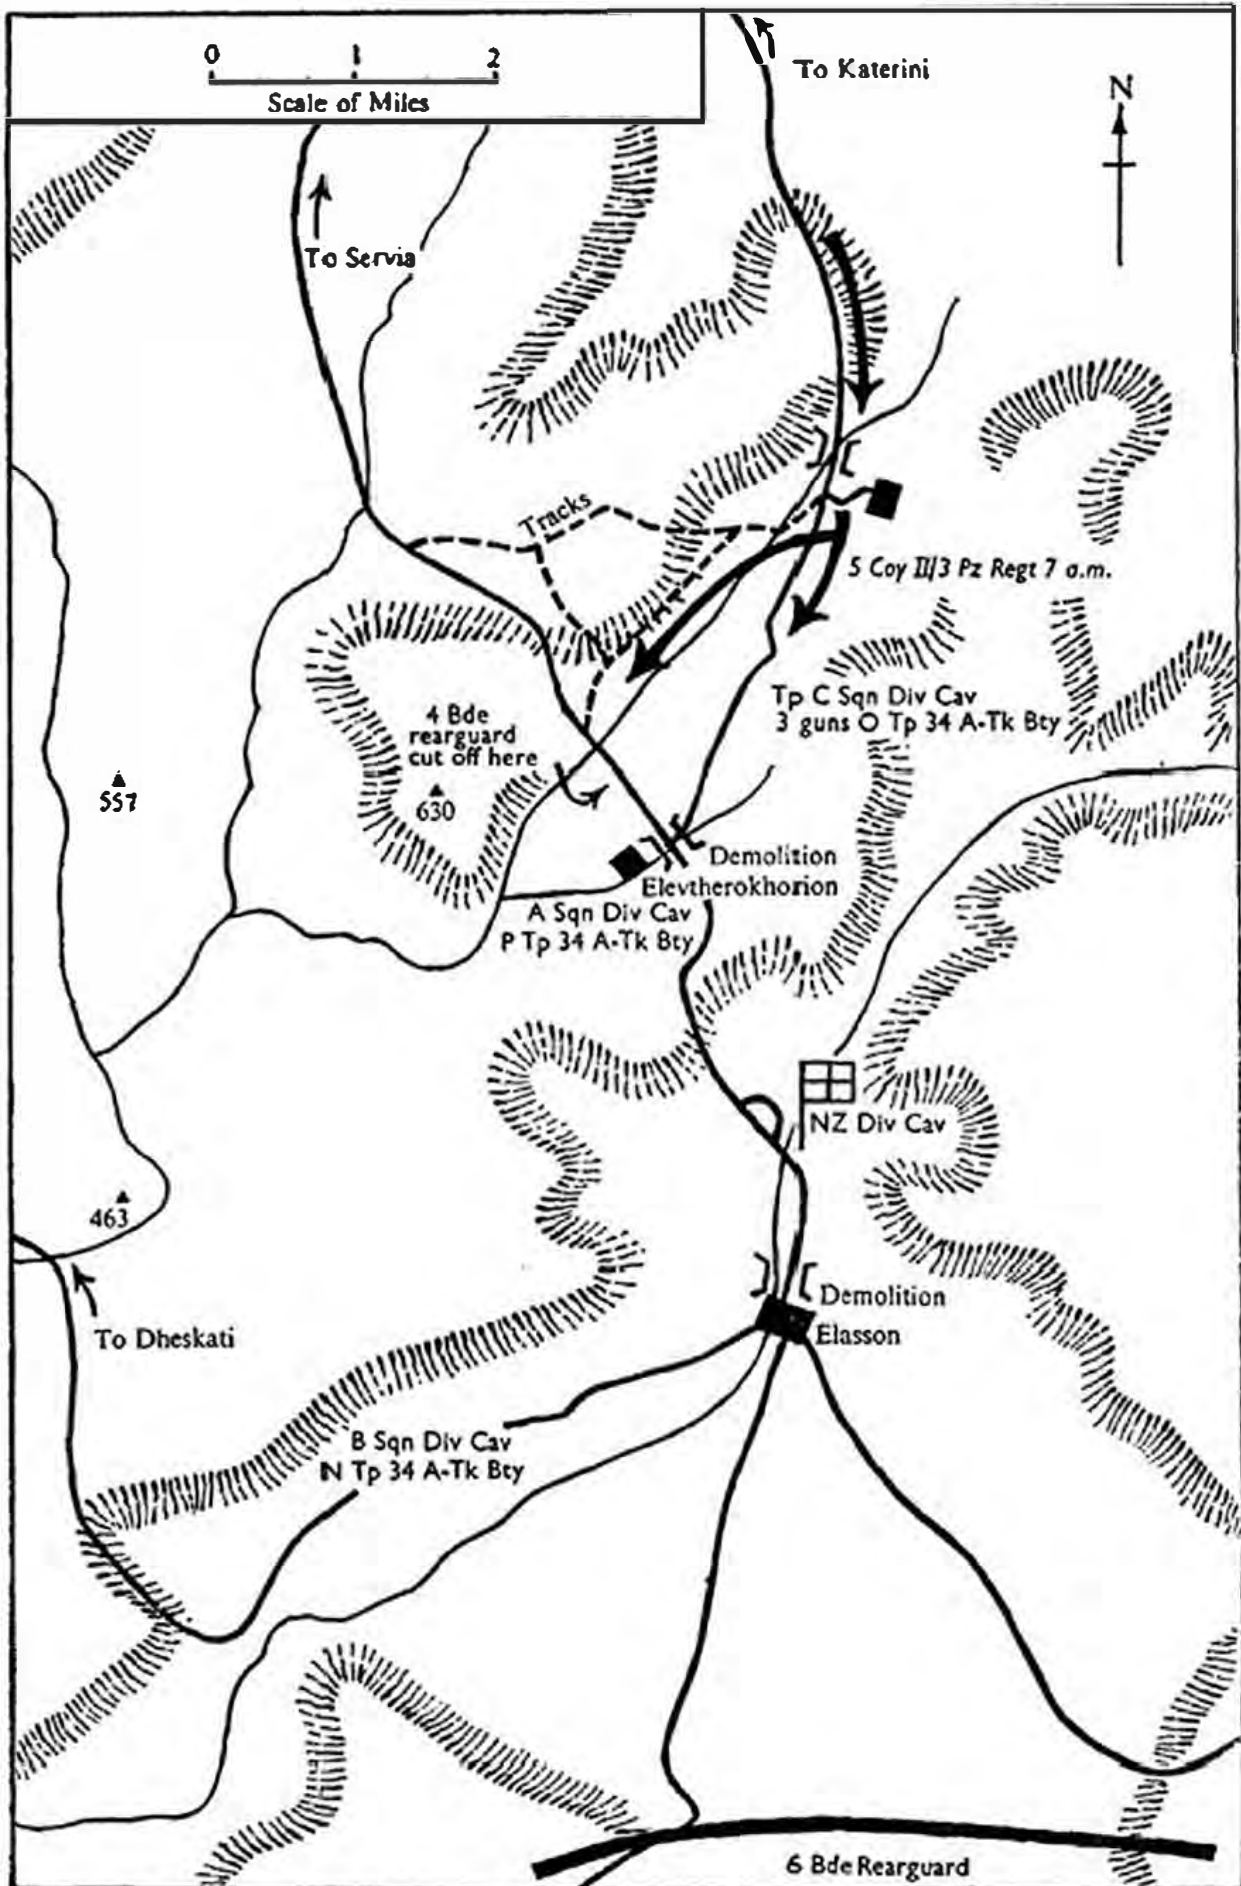 0 1 2
Scale of Miles
To Katerini
N
To Servia
Tracks
5 Coy II/3 Pz Regt 7 a.m.
Tp C Sqn Div Cav
3 guns O Tp 34 A-Tk Bty
4 Bde
rearguard
cut off here
557
630
Demolition
Elevtherokhorion
A Sqn Div Cav
P Tp 34 A-Tk Bty
NZ Div Cav
463
Demolition
Elasson
To Dheskati
B Sqn Div Cav
N Tp 34 A-Tk Bty
6 Bde Rearguard